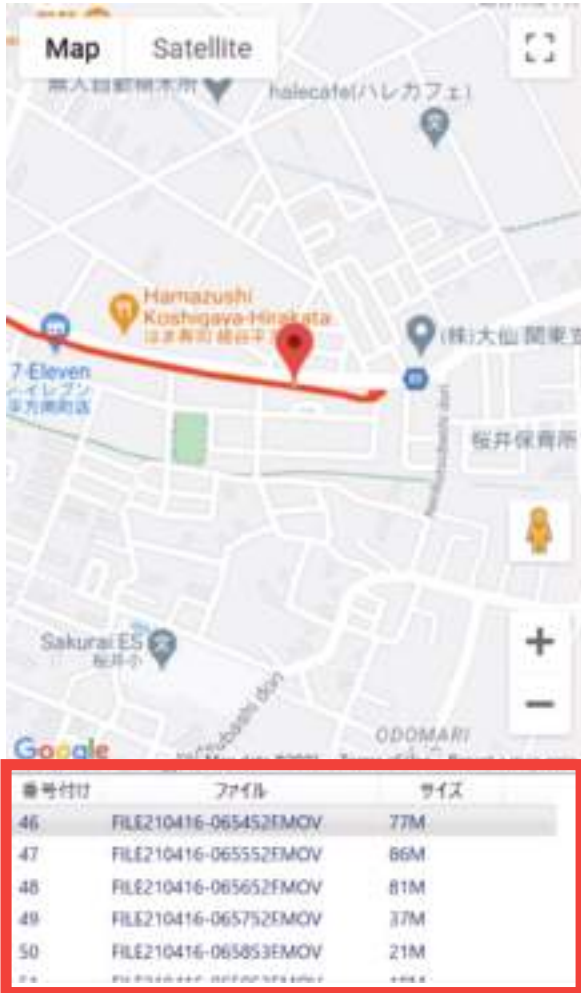 Map Satellite
halecafe(ハレカフェ)
Hamazushi
Koshigaya-Hirakata
はま寿司
(株)大仙 関東
7-Eleven
桜井保育所
Sakurai ES
桜井小
ODOMARI
Google
番号付け ファイル サイズ
46 FILE210416-065452F.MOV 77M
47 FILE210416-065552F.MOV 86M
48 FILE210416-065652F.MOV 81M
49 FILE210416-065752F.MOV 37M
50 FILE210416-065853F.MOV 21M